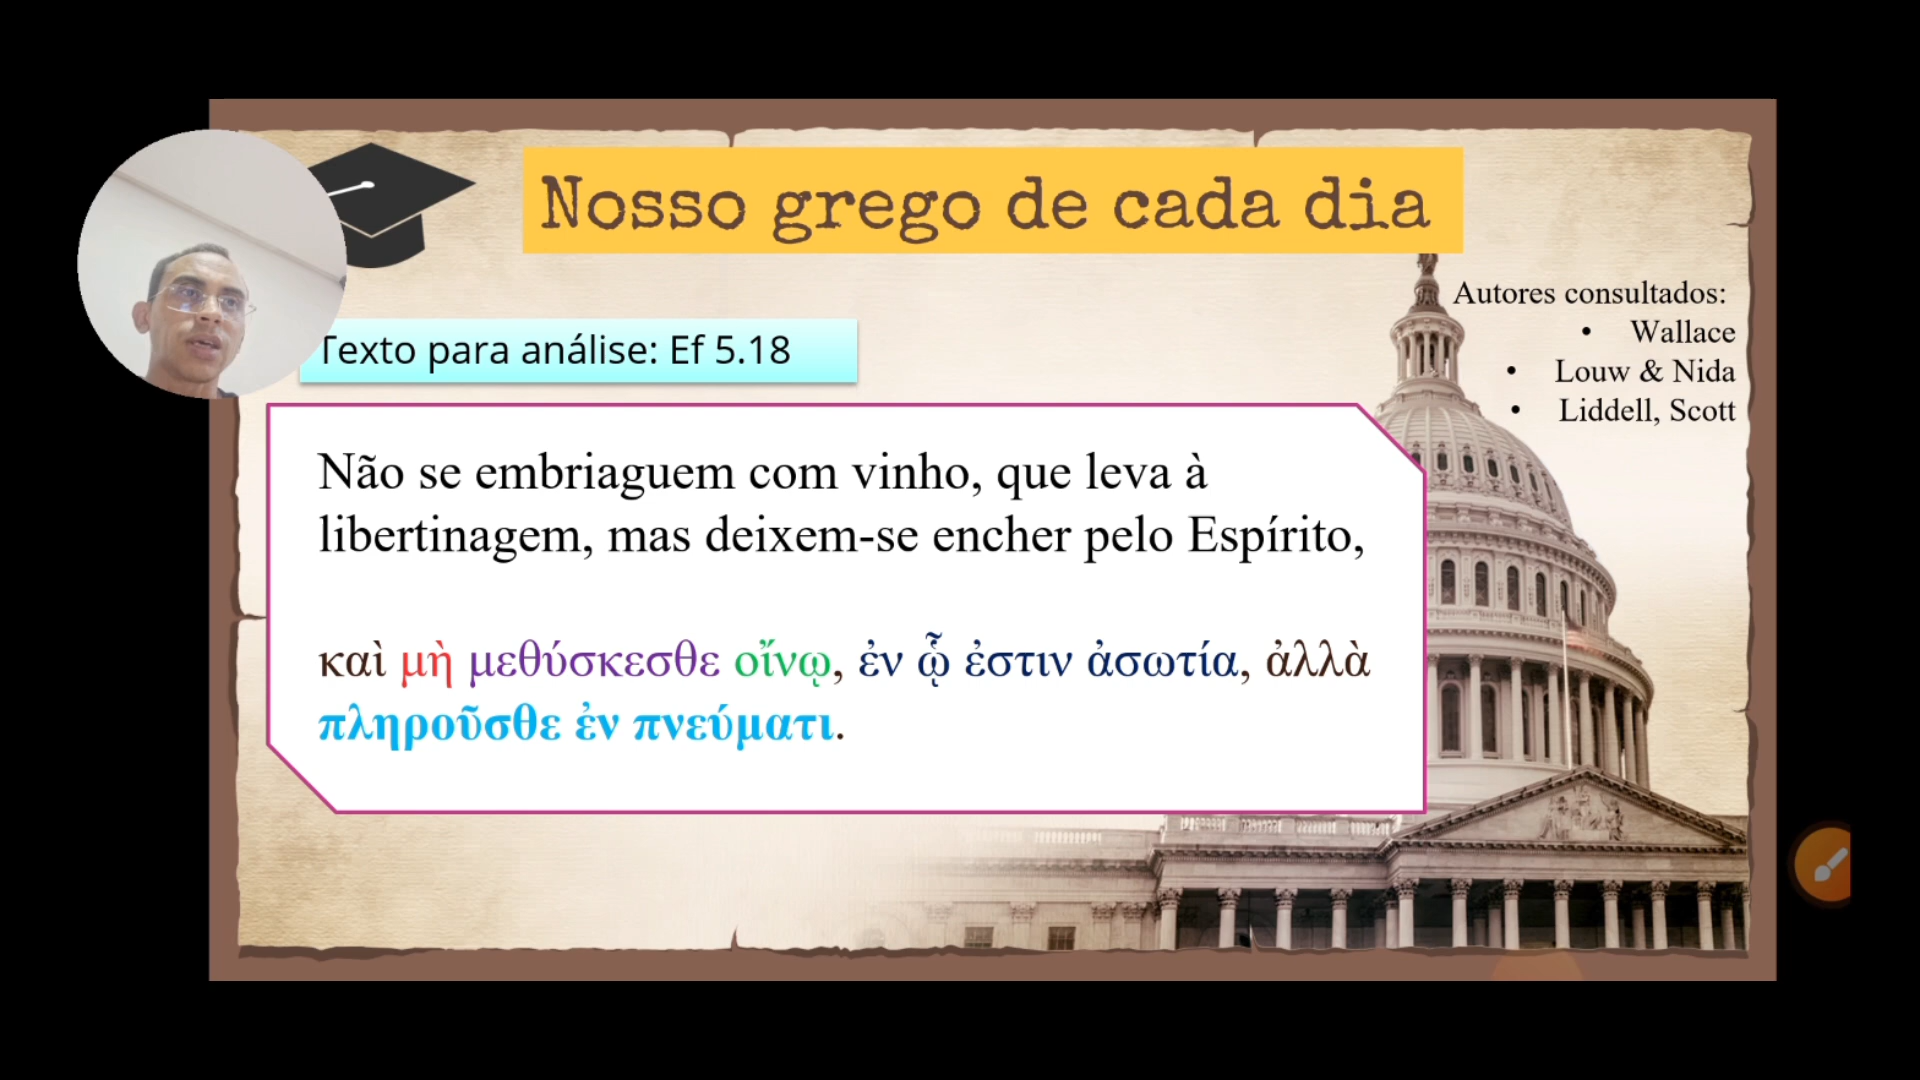 Nosso grego de cada dia
Autores consultados:
• Wallace
• Louw & Nida
• Liddell, Scott
Texto para análise: Ef 5.18
Não se embriaguem com vinho, que leva à
libertinagem, mas deixem-se encher pelo Espírito,
καὶ μὴ μεθύσκεσθε οἴνῳ, ἐν ᾧ ἐστιν ἀσωτία, ἀλλὰ
πληροῦσθε ἐν πνεύματι.